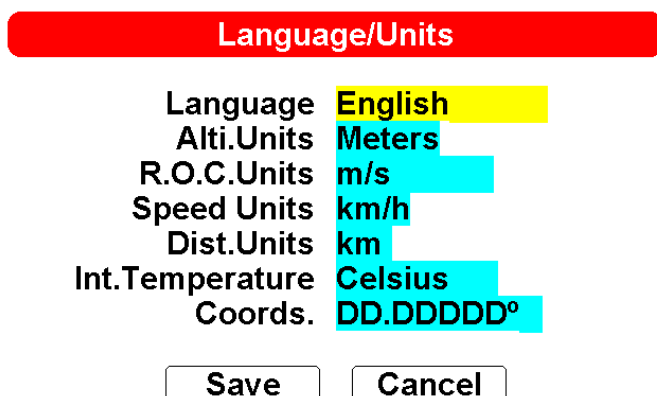 Language/Units
Language English
Alti.Units Meters
R.O.C.Units m/s
Speed Units km/h
Dist.Units km
Int.Temperature Celsius
Coords. DD.DDDDDº
Save Cancel